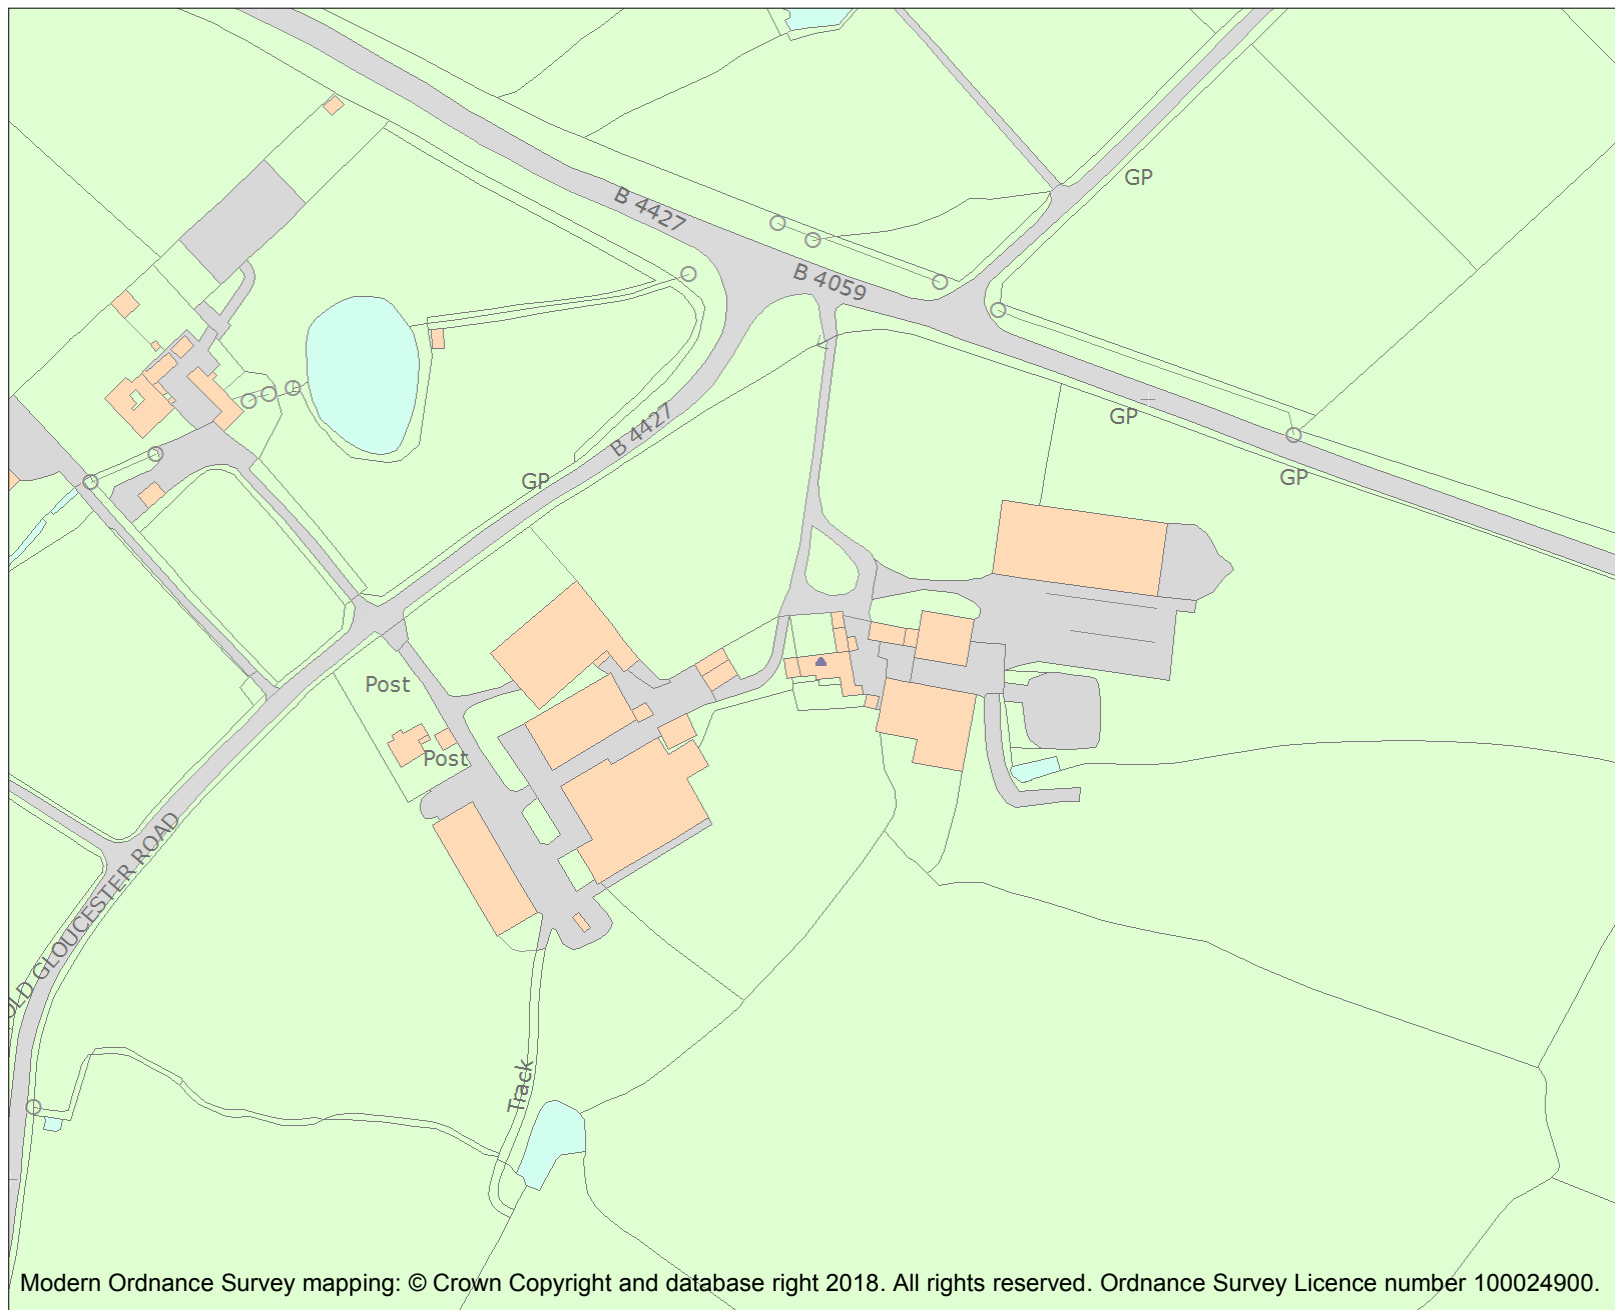 GP
B 4427
B 4059
GP
B 4427
GP
GP
Post
Post
OLD GLOUCESTER ROAD
Track
Modern Ordnance Survey mapping: © Crown Copyright and database right 2018. All rights reserved. Ordnance Survey Licence number 100024900.